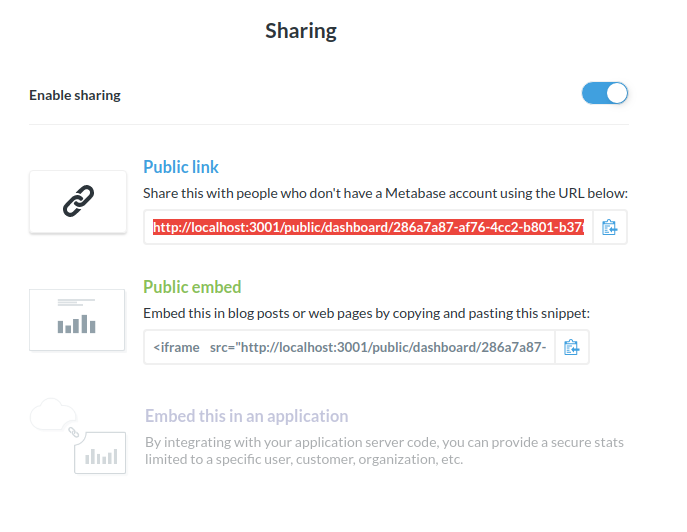 Sharing
Enable sharing
Public link
Share this with people who don't have a Metabase account using the URL below:
http://localhost:3001/public/dashboard/286a7a87-af76-4cc2-b801-b37
Public embed
Embed this in blog posts or web pages by copying and pasting this snippet:
<iframe src="http://localhost:3001/public/dashboard/286a7a87-
Embed this in an application
By integrating with your application server code, you can provide a secure stats
limited to a specific user, customer, organization, etc.